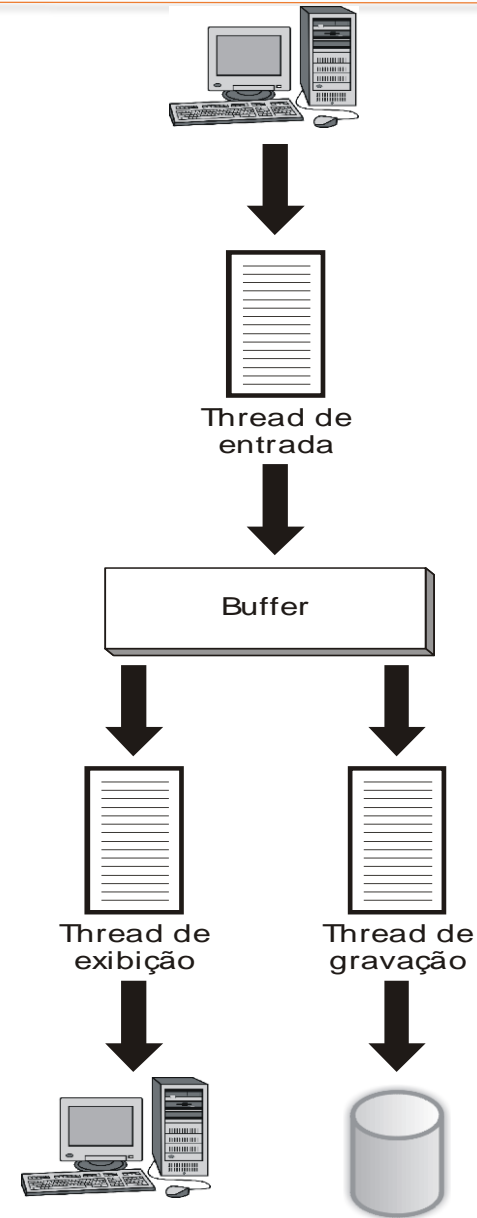 Thread de
entrada
Buffer
Thread de
exibição
Thread de
gravação